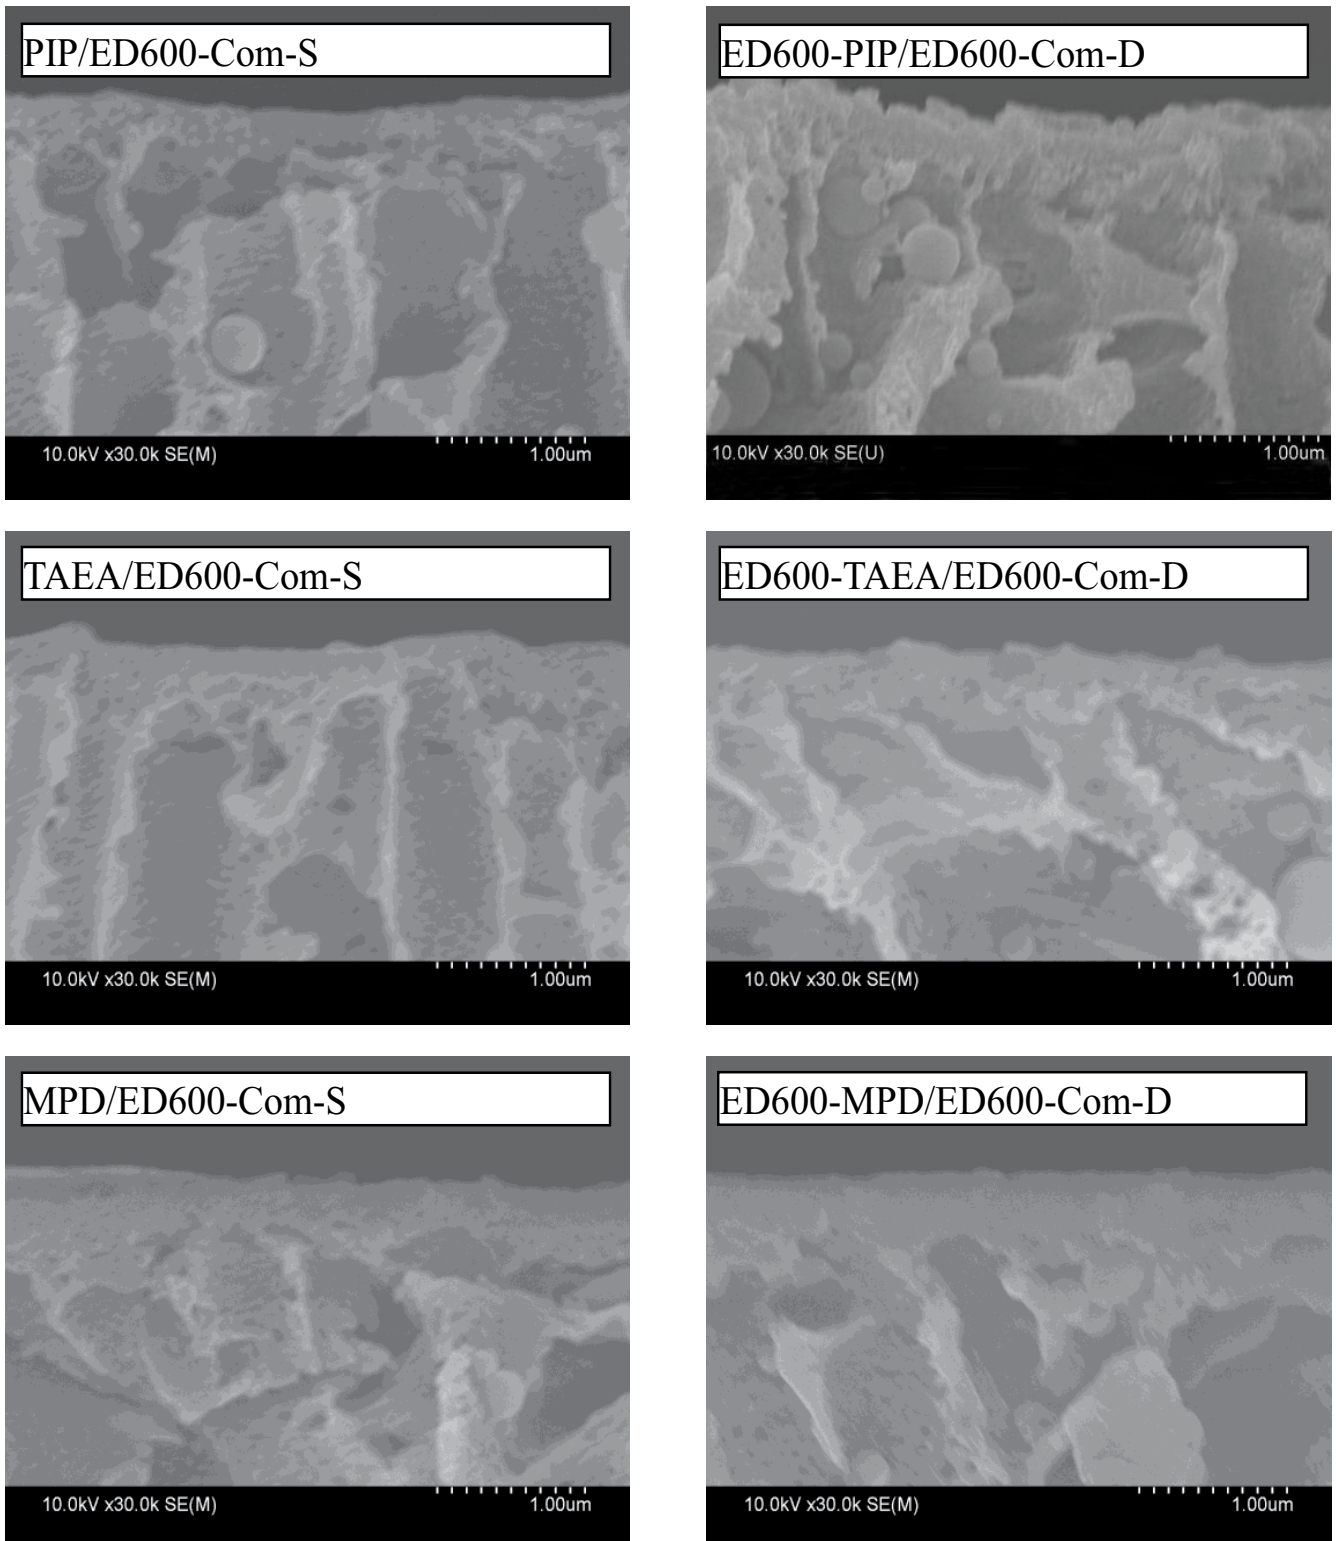 PIP/ED600-Com-S
ED600-PIP/ED600-Com-D
10.0kV x30.0k SE(M) 1.00um
10.0kV x30.0k SE(U) 1.00um
TAEA/ED600-Com-S
ED600-TAEA/ED600-Com-D
10.0kV x30.0k SE(M) 1.00um
10.0kV x30.0k SE(M) 1.00um
MPD/ED600-Com-S
ED600-MPD/ED600-Com-D
10.0kV x30.0k SE(M) 1.00um
10.0kV x30.0k SE(M) 1.00um